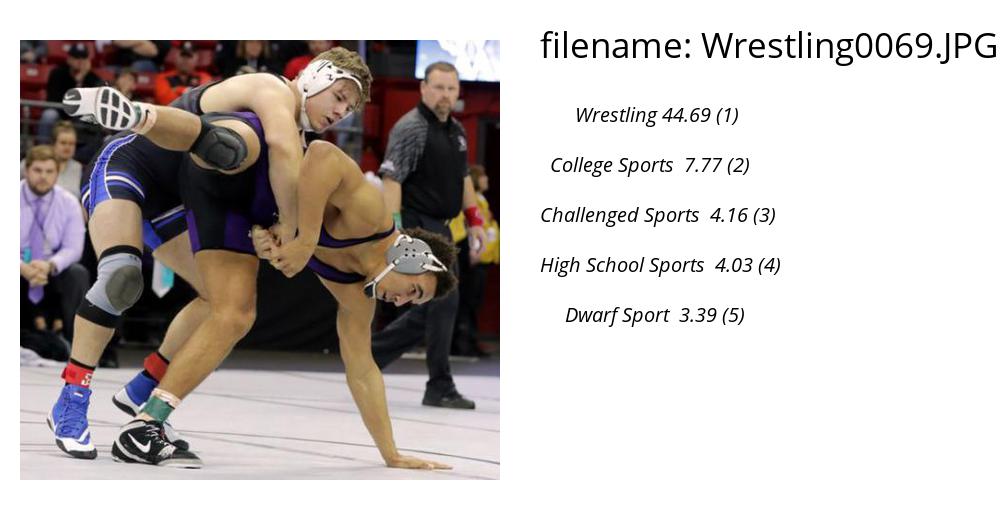 filename: Wrestling0069.JPG
Wrestling 44.69 (1)
College Sports 7.77 (2)
Challenged Sports 4.16 (3)
High School Sports 4.03 (4)
Dwarf Sport 3.39 (5)